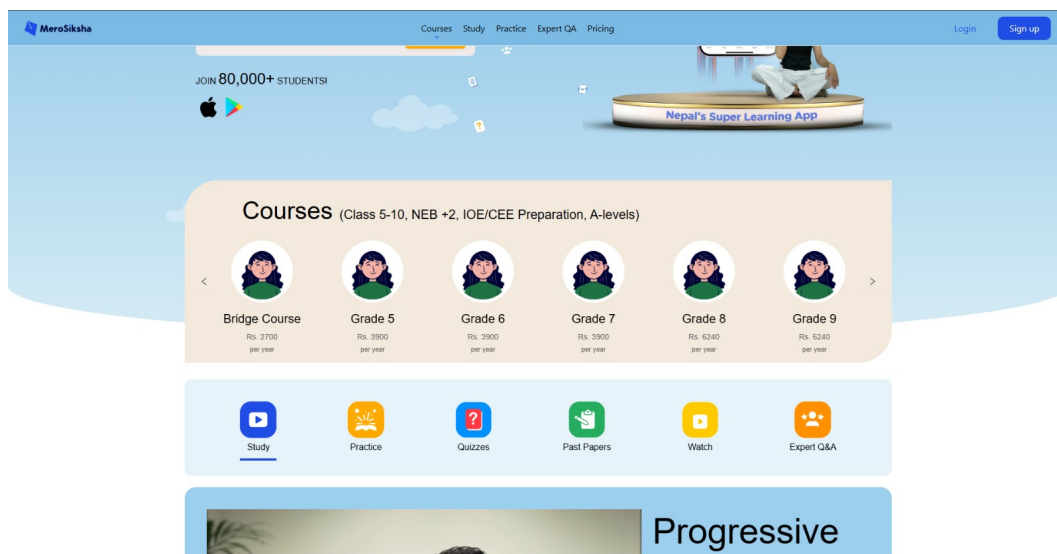 MeroSiksha
Courses Study Practice Expert QA Pricing
Login
Sign up
JOIN 80,000+ STUDENTS!
Nepal's Super Learning App
Courses (Class 5-10, NEB +2, IOE/CEE Preparation, A-levels)
Bridge Course Grade 5 Grade 6 Grade 7 Grade 8 Grade 9
Rs. 2700 Rs. 3900 Rs. 3900 Rs. 3900 Rs. 6240 Rs. 6240
per year per year per year per year per year per year
Study Practice Quizzes Past Papers Watch Expert Q&A
Progressive